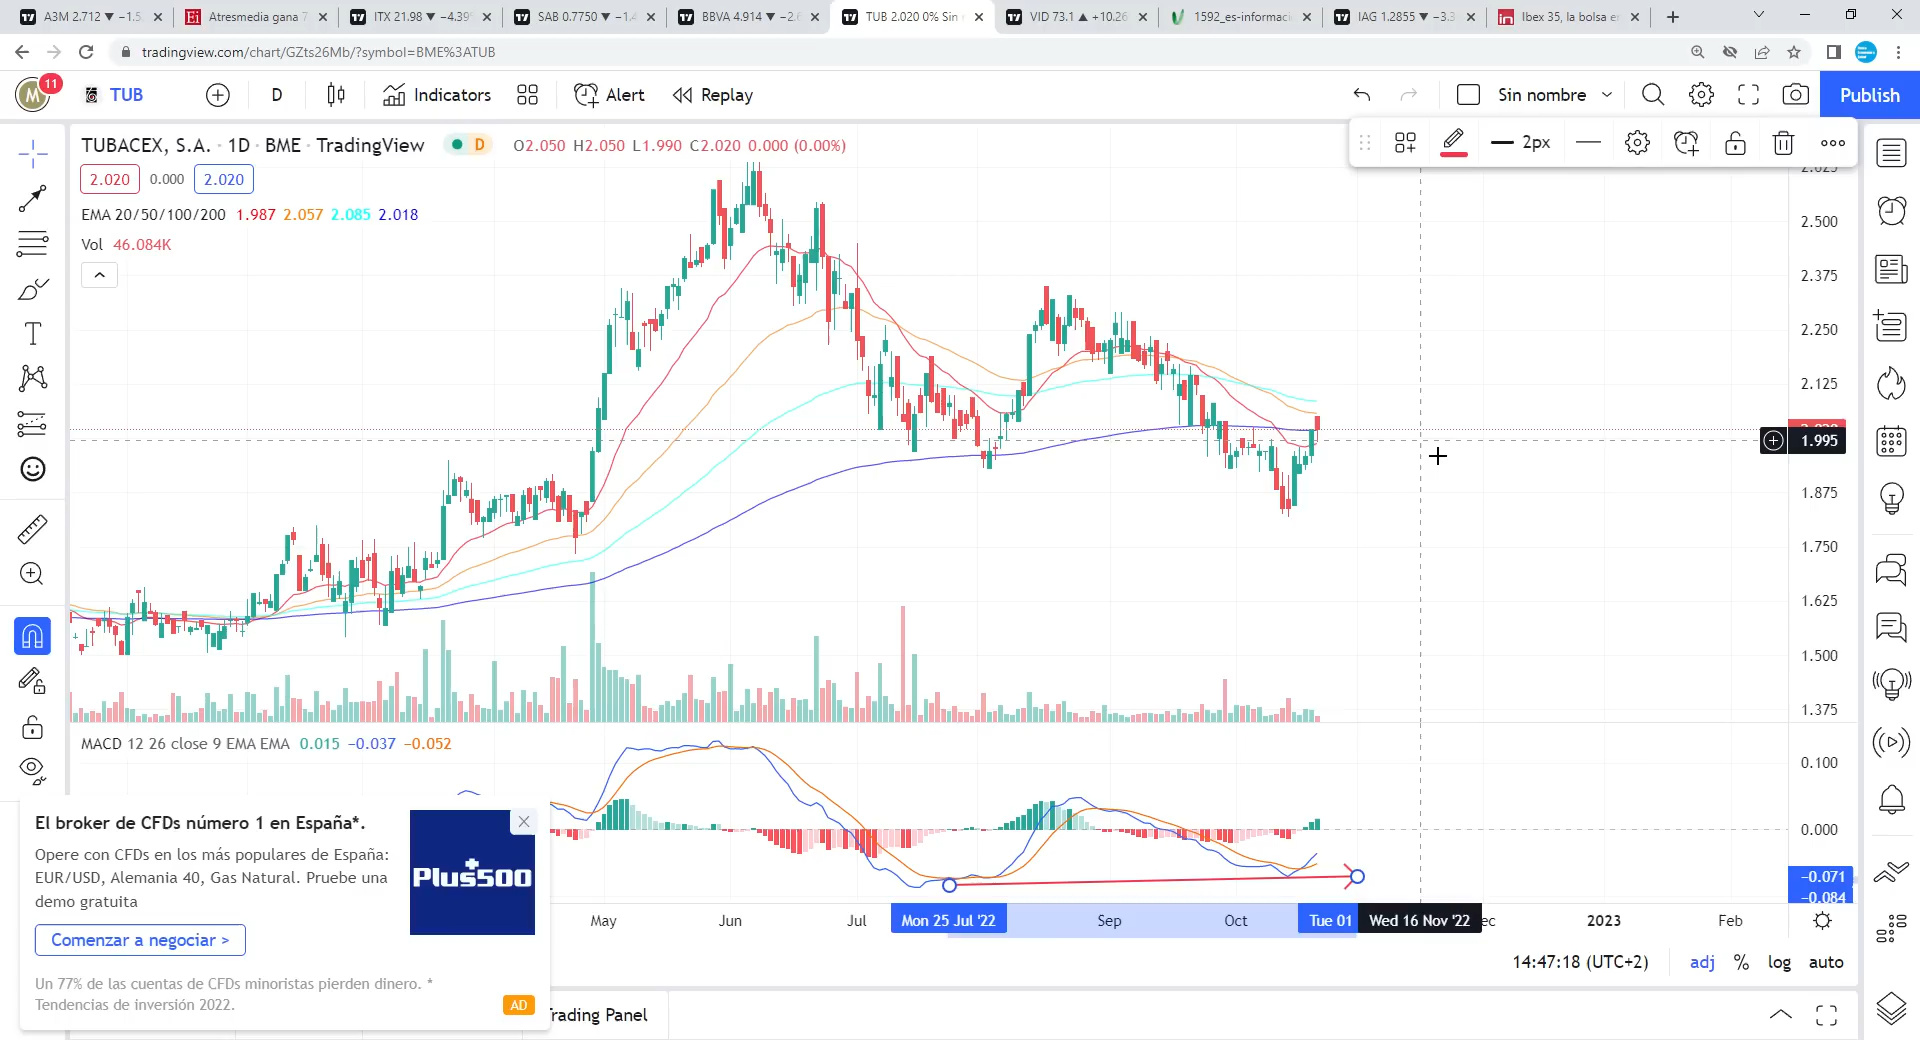 A3M 2.712 ▼ −1.5
Atresmedia gana 7
ITX 21.98 ▼ −4.39
SAB 0.7750 ▼ −1.4
BBVA 4.914 ▼ −2.6
TUB 2.020 0% Sin
VID 73.1 ▲ +10.26
1592_es-informaci
IAG 1.2855 ▼ −3.3
Ibex 35, la bolsa e
tradingview.com/chart/GZts26Mb/?symbol=BME%3ATUB
M
11
TUB
D
Indicators
Alert
Replay
Sin nombre
Publish
TUBACEX, S.A. · 1D · BME · TradingView
D
O2.050 H2.050 L1.990 C2.020 0.000 (0.00%)
2px
2.020 0.000 2.020
EMA 20/50/100/200 1.987 2.057 2.085 2.018
Vol 46.084K
2.625
2.500
2.375
2.250
2.125
1.995
1.875
1.750
1.625
1.500
1.375
MACD 12 26 close 9 EMA EMA 0.015 −0.037 −0.052
0.100
0.000
−0.071
−0.084
El broker de CFDs número 1 en España*.
Opere con CFDs en los más populares de España:
EUR/USD, Alemania 40, Gas Natural. Pruebe una
demo gratuita
Plus500
Comenzar a negociar >
Un 77% de las cuentas de CFDs minoristas pierden dinero. *
Tendencias de inversión 2022.
AD
May Jun Jul Mon 25 Jul '22 Sep Oct Tue 01 Wed 16 Nov '22 ec 2023 Feb
14:47:18 (UTC+2)
adj % log auto
Trading Panel